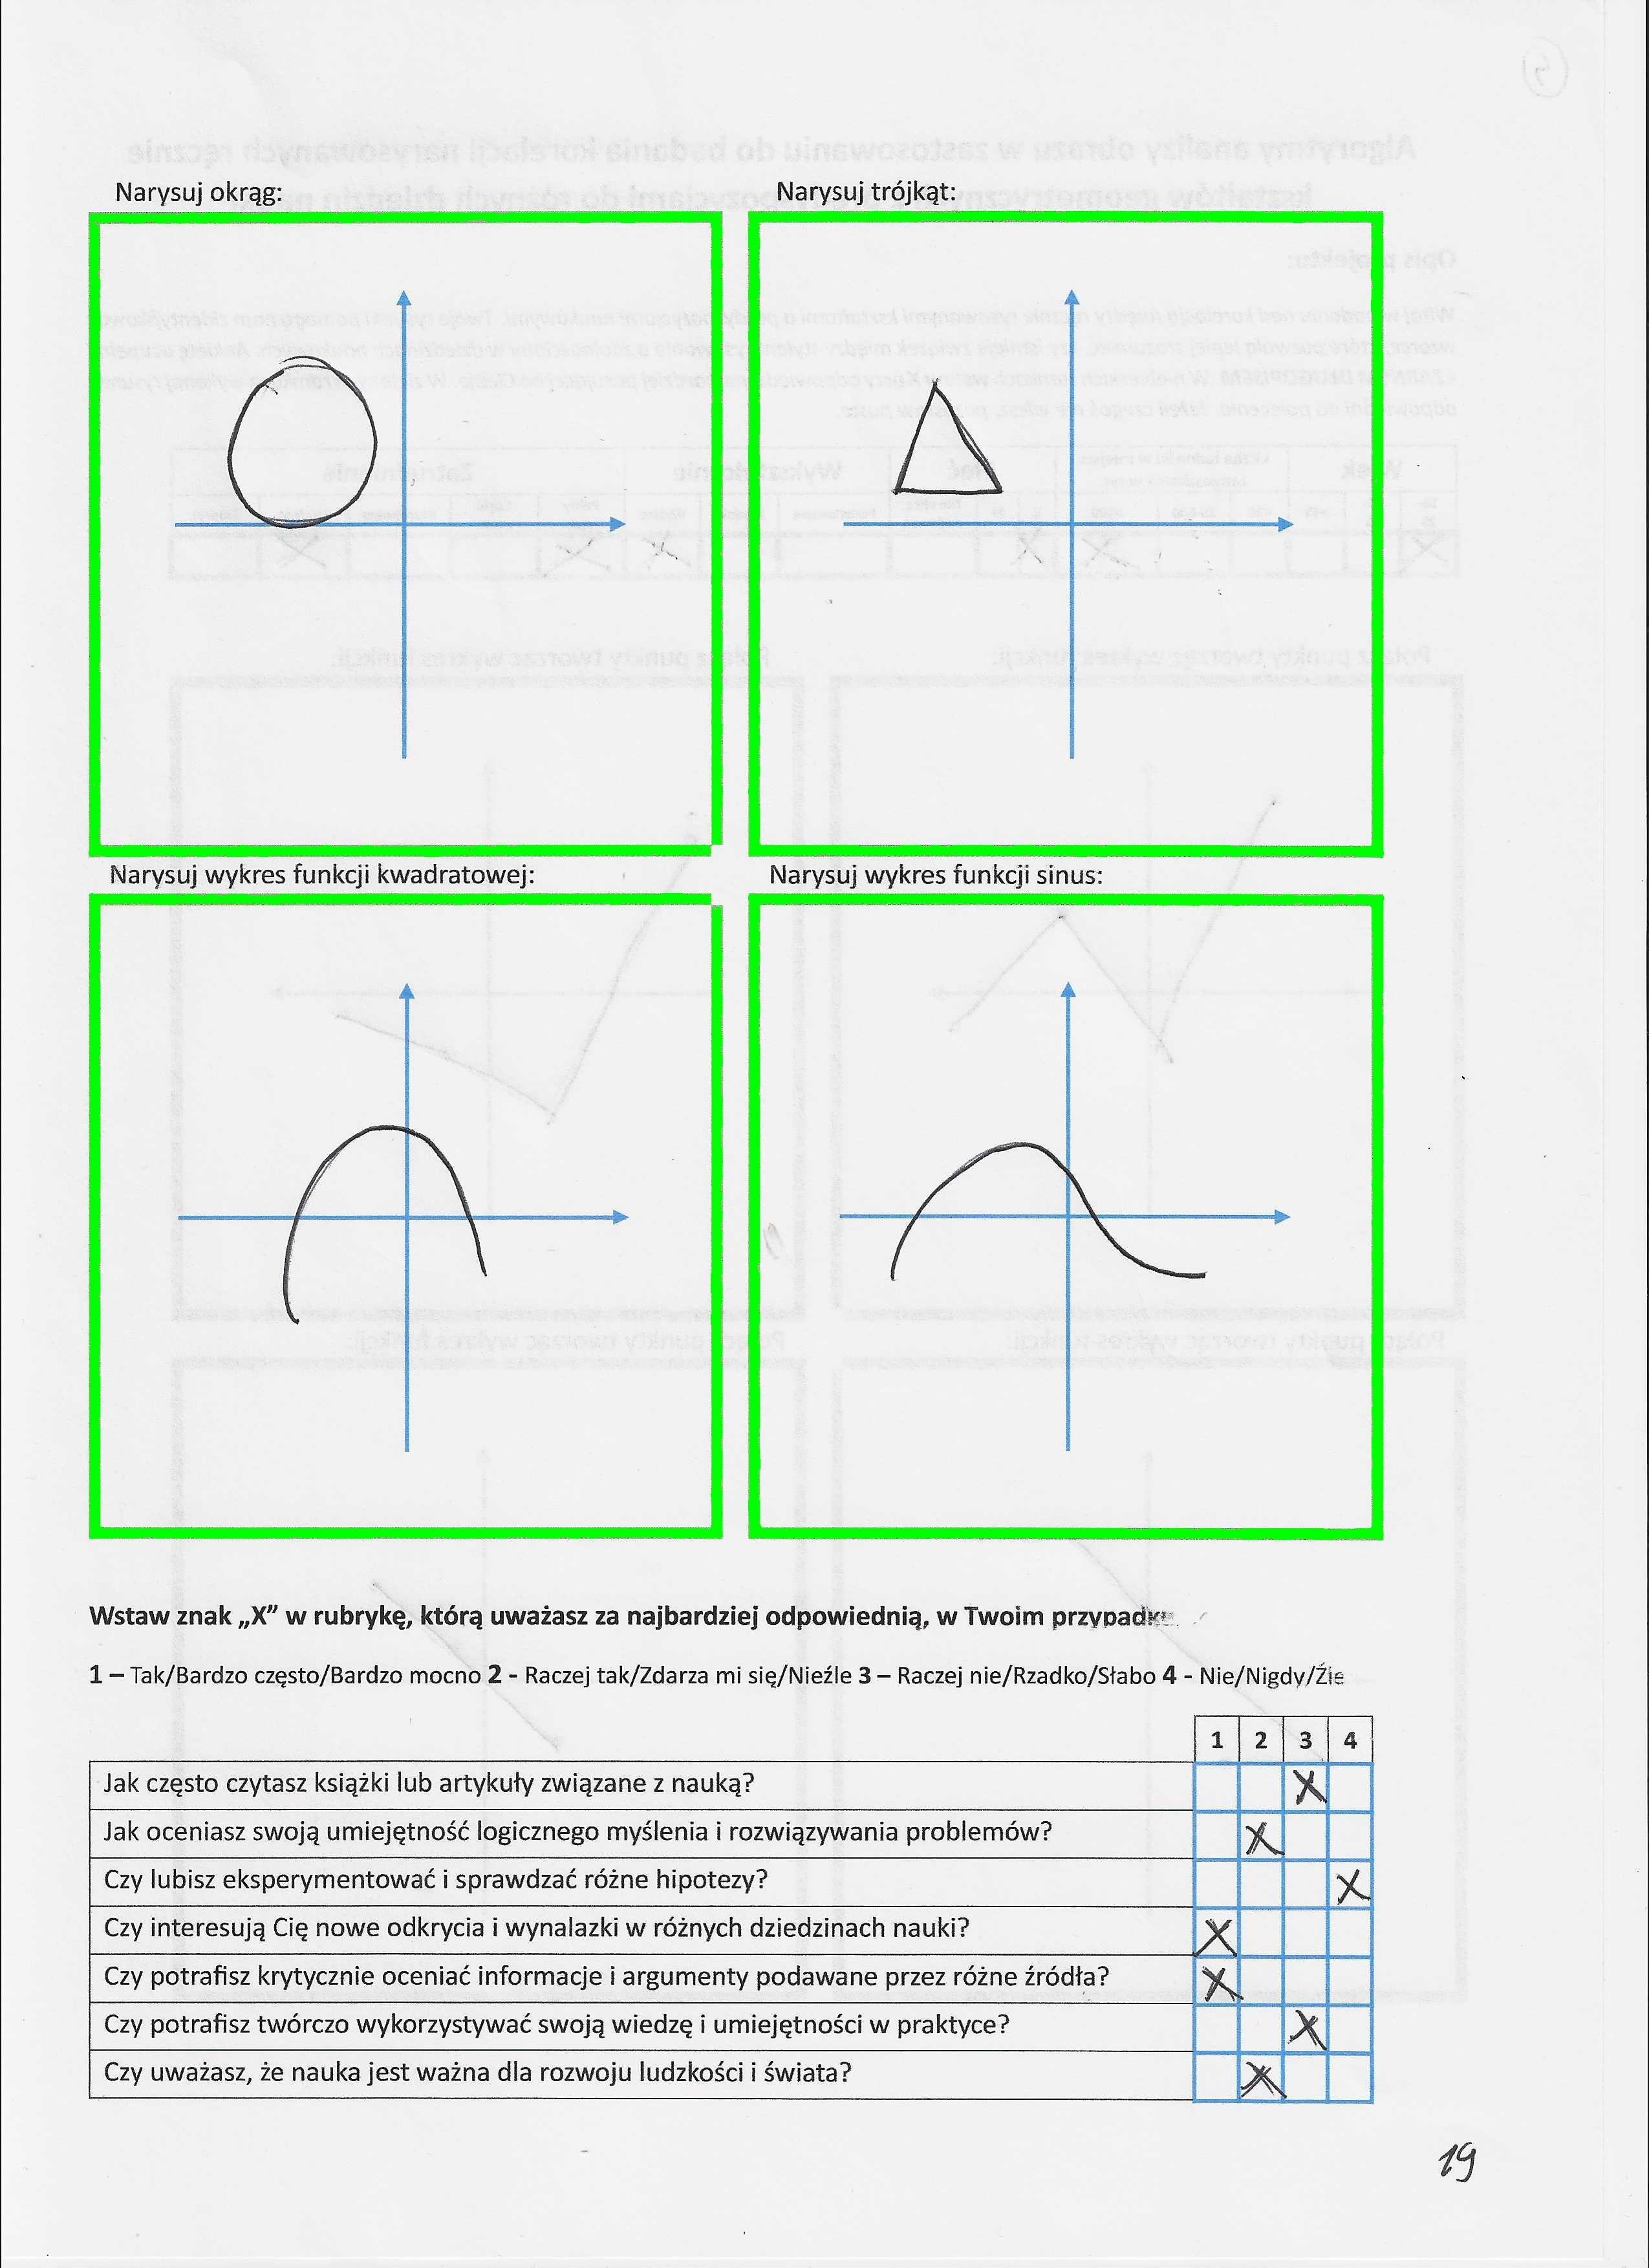 Narysuj okrąg:
Narysuj trójkąt:
Narysuj wykres funkcji kwadratowej:
Narysuj wykres funkcji sinus:
Wstaw znak „X” w rubrykę, którą uważasz za najbardziej odpowiednią, w Twoim przypadku
1 – Tak/Bardzo często/Bardzo mocno 2 - Raczej tak/Zdarza mi się/Nieźle 3 – Raczej nie/Rzadko/Słabo 4 - Nie/Nigdy/Źle
1 2 3 4
Jak często czytasz książki lub artykuły związane z nauką? X
Jak oceniasz swoją umiejętność logicznego myślenia i rozwiązywania problemów? X
Czy lubisz eksperymentować i sprawdzać różne hipotezy? X
Czy interesują Cię nowe odkrycia i wynalazki w różnych dziedzinach nauki? X
Czy potrafisz krytycznie oceniać informacje i argumenty podawane przez różne źródła? X
Czy potrafisz twórczo wykorzystywać swoją wiedzę i umiejętności w praktyce? X
Czy uważasz, że nauka jest ważna dla rozwoju ludzkości i świata? X
19